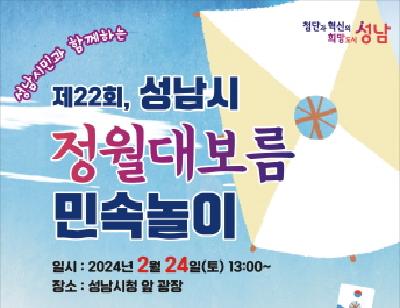 성남시민과 함께하는
첨단과 혁신의
희망도시 성남
제22회, 성남시
정월대보름
민속놀이
일시 : 2024년 2월 24일(토) 13:00~
장소 : 성남시청 앞 광장